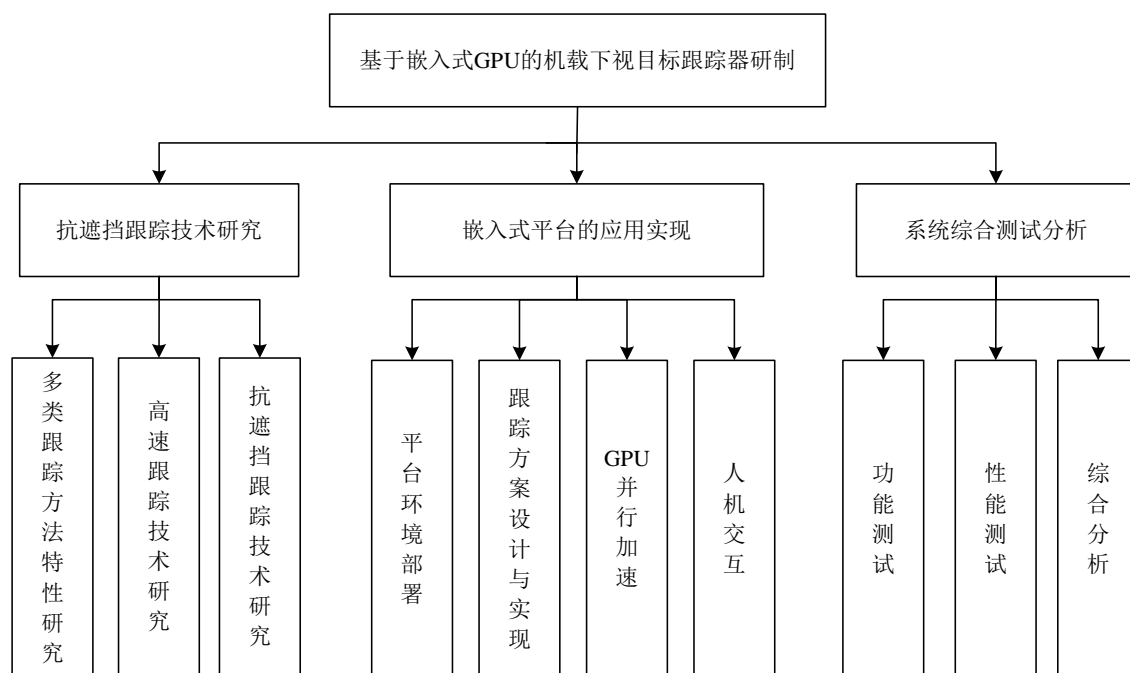 基于嵌入式GPU的机载下视目标跟踪器研制
抗遮挡跟踪技术研究
嵌入式平台的应用实现
系统综合测试分析
多类跟踪方法特性研究
高速跟踪技术研究
抗遮挡跟踪技术研究
平台环境部署
跟踪方案设计与实现
GPU并行加速
人机交互
功能测试
性能测试
综合分析